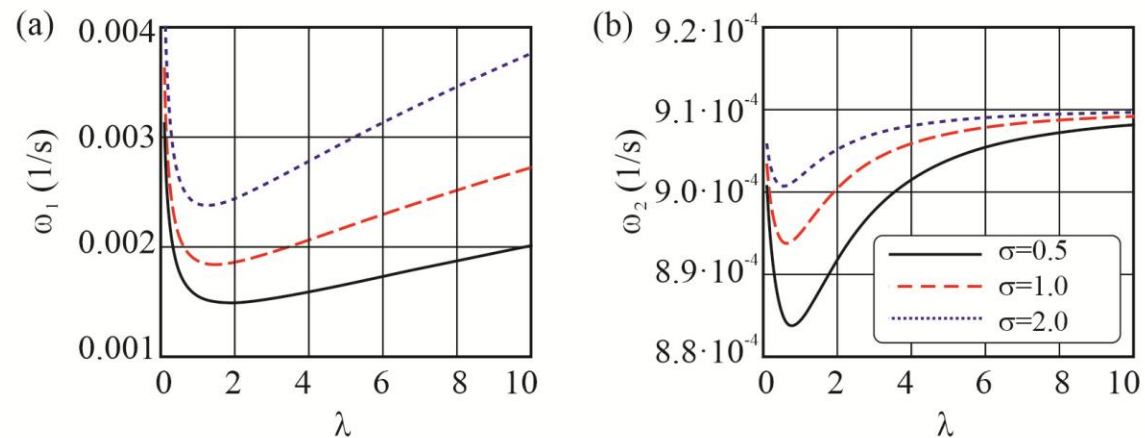 (a)
0.004
0.003
0.002
0.001
ω₁ (1/s)
0 2 4 6 8 10
λ
(b)
9.2·10⁻⁴
9.1·10⁻⁴
9.0·10⁻⁴
8.9·10⁻⁴
8.8·10⁻⁴
ω₂ (1/s)
σ=0.5
σ=1.0
σ=2.0
0 2 4 6 8 10
λ